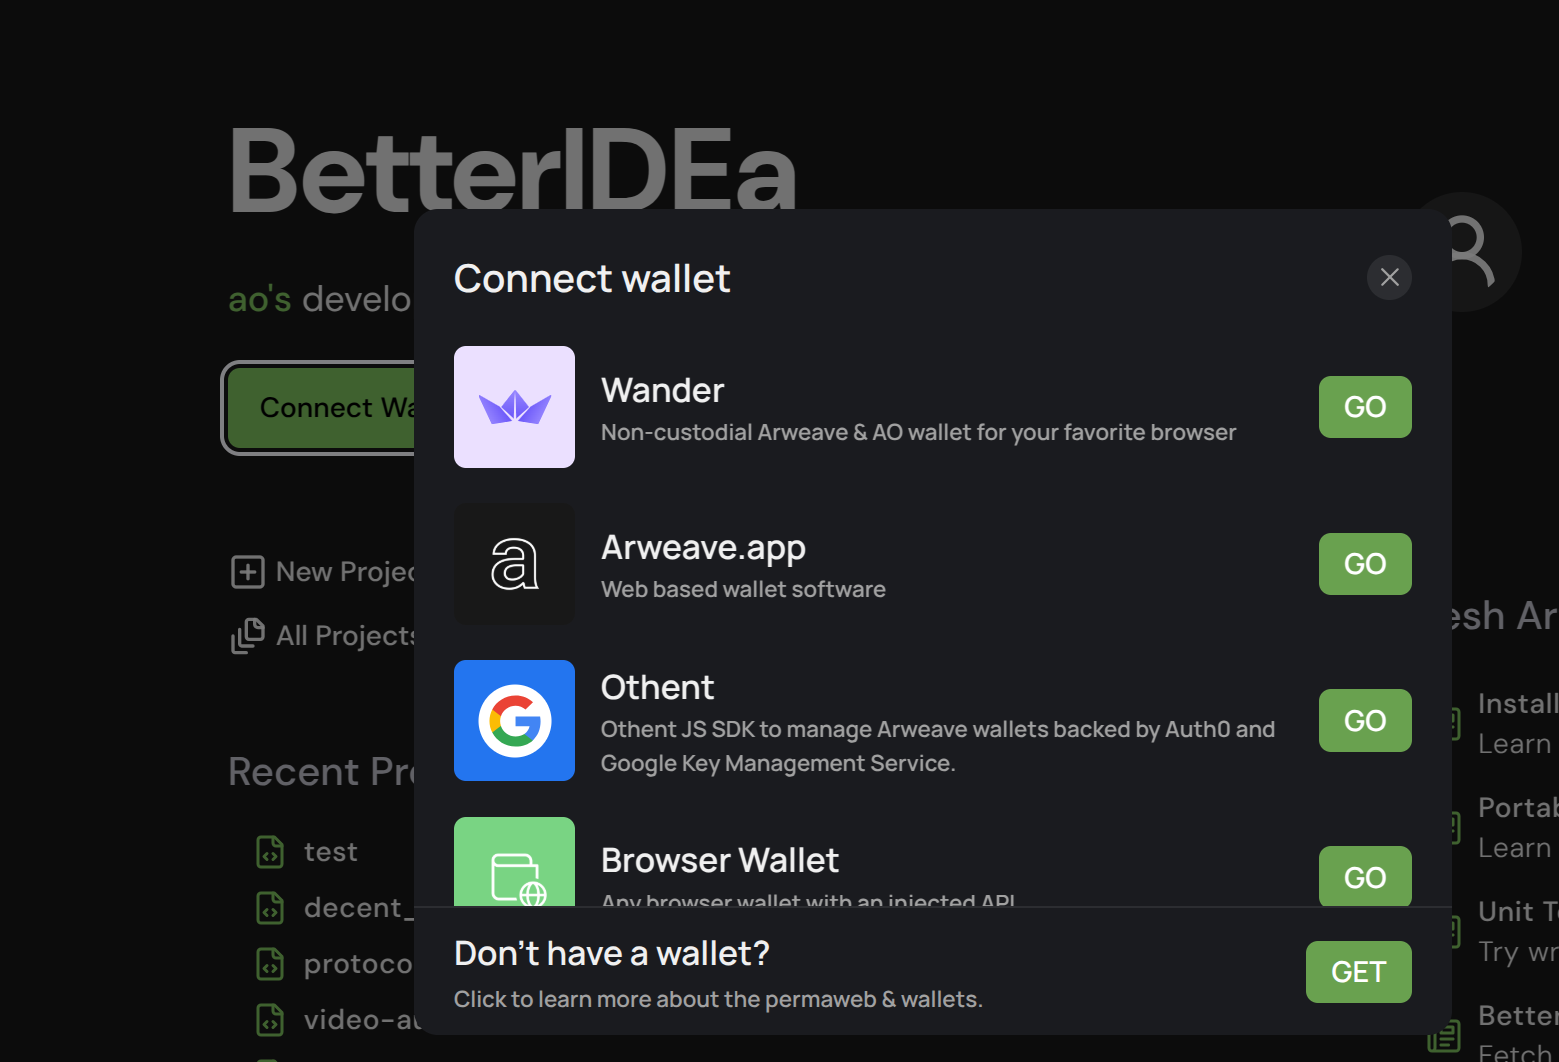 BetterIDEa
ao's develo
Connect Wa
New Projec
All Projects
Recent Pro
test
decent_
protoco
video-au
Connect wallet
Wander
Non-custodial Arweave & AO wallet for your favorite browser
GO
a
Arweave.app
Web based wallet software
GO
Othent
Othent JS SDK to manage Arweave wallets backed by Auth0 and
Google Key Management Service.
GO
Browser Wallet
Any browser wallet with an injected API
GO
Don't have a wallet?
Click to learn more about the permaweb & wallets.
GET
esh Ar
Install
Learn
Portab
Learn
Unit Te
Try wr
Better
Fetch